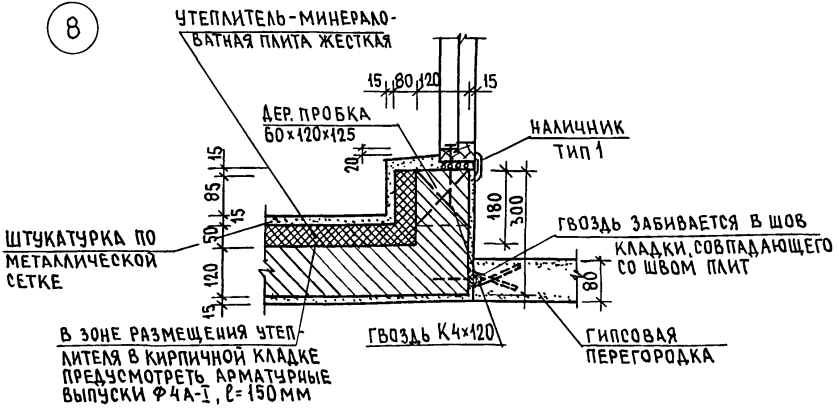 8
УТЕПЛИТЕЛЬ-МИНЕРАЛО-
ВАТНАЯ ПЛИТА ЖЕСТКАЯ
15 80 120 15
ДЕР. ПРОБКА
60×120×125
НАЛИЧНИК
ТИП 1
20
15
85
15
50
120
15
180
300
80
ШТУКАТУРКА ПО
МЕТАЛЛИЧЕСКОЙ
СЕТКЕ
ГВОЗДЬ ЗАБИВАЕТСЯ В ШОВ
КЛАДКИ, СОВПАДАЮЩЕГО
СО ШВОМ ПЛИТ
В ЗОНЕ РАЗМЕЩЕНИЯ УТЕП-
ЛИТЕЛЯ В КИРПИЧНОЙ КЛАДКЕ
ПРЕДУСМОТРЕТЬ АРМАТУРНЫЕ
ВЫПУСКИ Ф4А-I, ℓ=150ММ
ГВОЗДЬ К4×120
ГИПСОВАЯ
ПЕРЕГОРОДКА